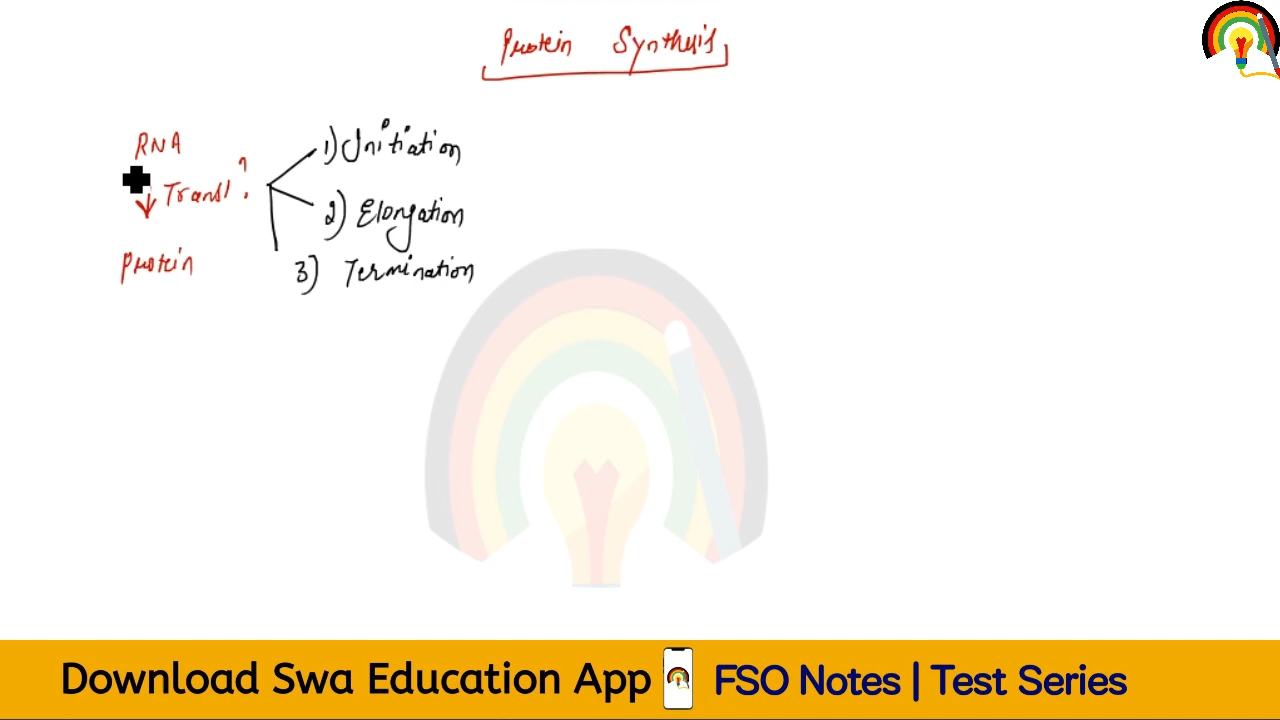 Protein Synthesis
RNA
Transl?
Protein
1) Initiation
2) Elongation
3) Termination
Download Swa Education App FSO Notes | Test Series